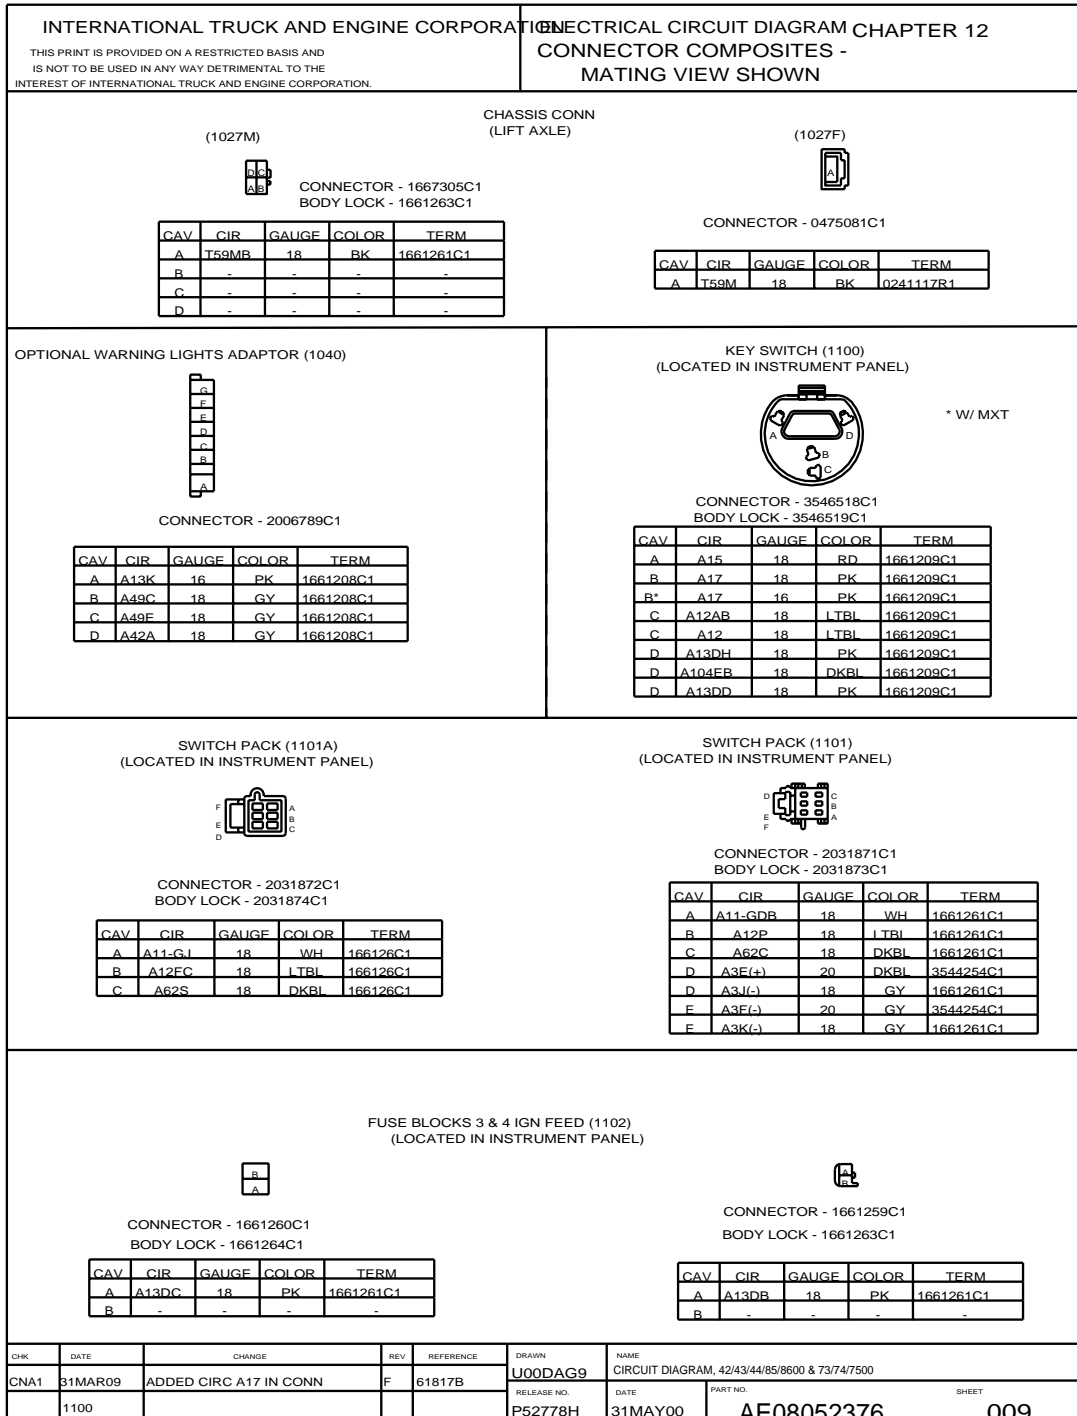 INTERNATIONAL TRUCK AND ENGINE CORPORATION
THIS PRINT IS PROVIDED ON A RESTRICTED BASIS AND
IS NOT TO BE USED IN ANY WAY DETRIMENTAL TO THE
INTEREST OF INTERNATIONAL TRUCK AND ENGINE CORPORATION.
ELECTRICAL CIRCUIT DIAGRAM
CONNECTOR COMPOSITES -
MATING VIEW SHOWN
CHAPTER 12
CHASSIS CONN
(LIFT AXLE)
(1027M)
D C
A B
CONNECTOR - 1667305C1
BODY LOCK - 1661263C1
CAV CIR GAUGE COLOR TERM
A T59MB 18 BK 1661261C1
B - - - -
C - - - -
D - - - -
(1027F)
A
CONNECTOR - 0475081C1
CAV CIR GAUGE COLOR TERM
A T59M 18 BK 0241117R1
OPTIONAL WARNING LIGHTS ADAPTOR (1040)
G
F
E
D
C
B
A
CONNECTOR - 2006789C1
CAV CIR GAUGE COLOR TERM
A A13K 16 PK 1661208C1
B A49C 18 GY 1661208C1
C A49E 18 GY 1661208C1
D A42A 18 GY 1661208C1
KEY SWITCH (1100)
(LOCATED IN INSTRUMENT PANEL)
* W/ MXT
A D
B
C
CONNECTOR - 3546518C1
BODY LOCK - 3546519C1
CAV CIR GAUGE COLOR TERM
A A15 18 RD 1661209C1
B A17 18 PK 1661209C1
B* A17 16 PK 1661209C1
C A12AB 18 LTBL 1661209C1
C A12 18 LTBL 1661209C1
D A13DH 18 PK 1661209C1
D A104EB 18 DKBL 1661209C1
D A13DD 18 PK 1661209C1
SWITCH PACK (1101A)
(LOCATED IN INSTRUMENT PANEL)
F A
E B
D C
CONNECTOR - 2031872C1
BODY LOCK - 2031874C1
CAV CIR GAUGE COLOR TERM
A A11-GJ 18 WH 166126C1
B A12FC 18 LTBL 166126C1
C A62S 18 DKBL 166126C1
SWITCH PACK (1101)
(LOCATED IN INSTRUMENT PANEL)
D C
E B
F A
CONNECTOR - 2031871C1
BODY LOCK - 2031873C1
CAV CIR GAUGE COLOR TERM
A A11-GDB 18 WH 1661261C1
B A12P 18 LTBL 1661261C1
C A62C 18 DKBL 1661261C1
D A3E(+) 20 DKBL 3544254C1
D A3J(-) 18 GY 1661261C1
E A3F(-) 20 GY 3544254C1
E A3K(-) 18 GY 1661261C1
FUSE BLOCKS 3 & 4 IGN FEED (1102)
(LOCATED IN INSTRUMENT PANEL)
B
A
CONNECTOR - 1661260C1
BODY LOCK - 1661264C1
CAV CIR GAUGE COLOR TERM
A A13DC 18 PK 1661261C1
B - - - -
A
B
CONNECTOR - 1661259C1
BODY LOCK - 1661263C1
CAV CIR GAUGE COLOR TERM
A A13DB 18 PK 1661261C1
B - - - -
CHK DATE CHANGE REV REFERENCE
CNA1 31MAR09 ADDED CIRC A17 IN CONN F 61817B
1100
DRAWN
U00DAG9
NAME
CIRCUIT DIAGRAM, 42/43/44/85/8600 & 73/74/7500
RELEASE NO.
P52778H
DATE
31MAY00
PART NO.
AE08052376
SHEET
009